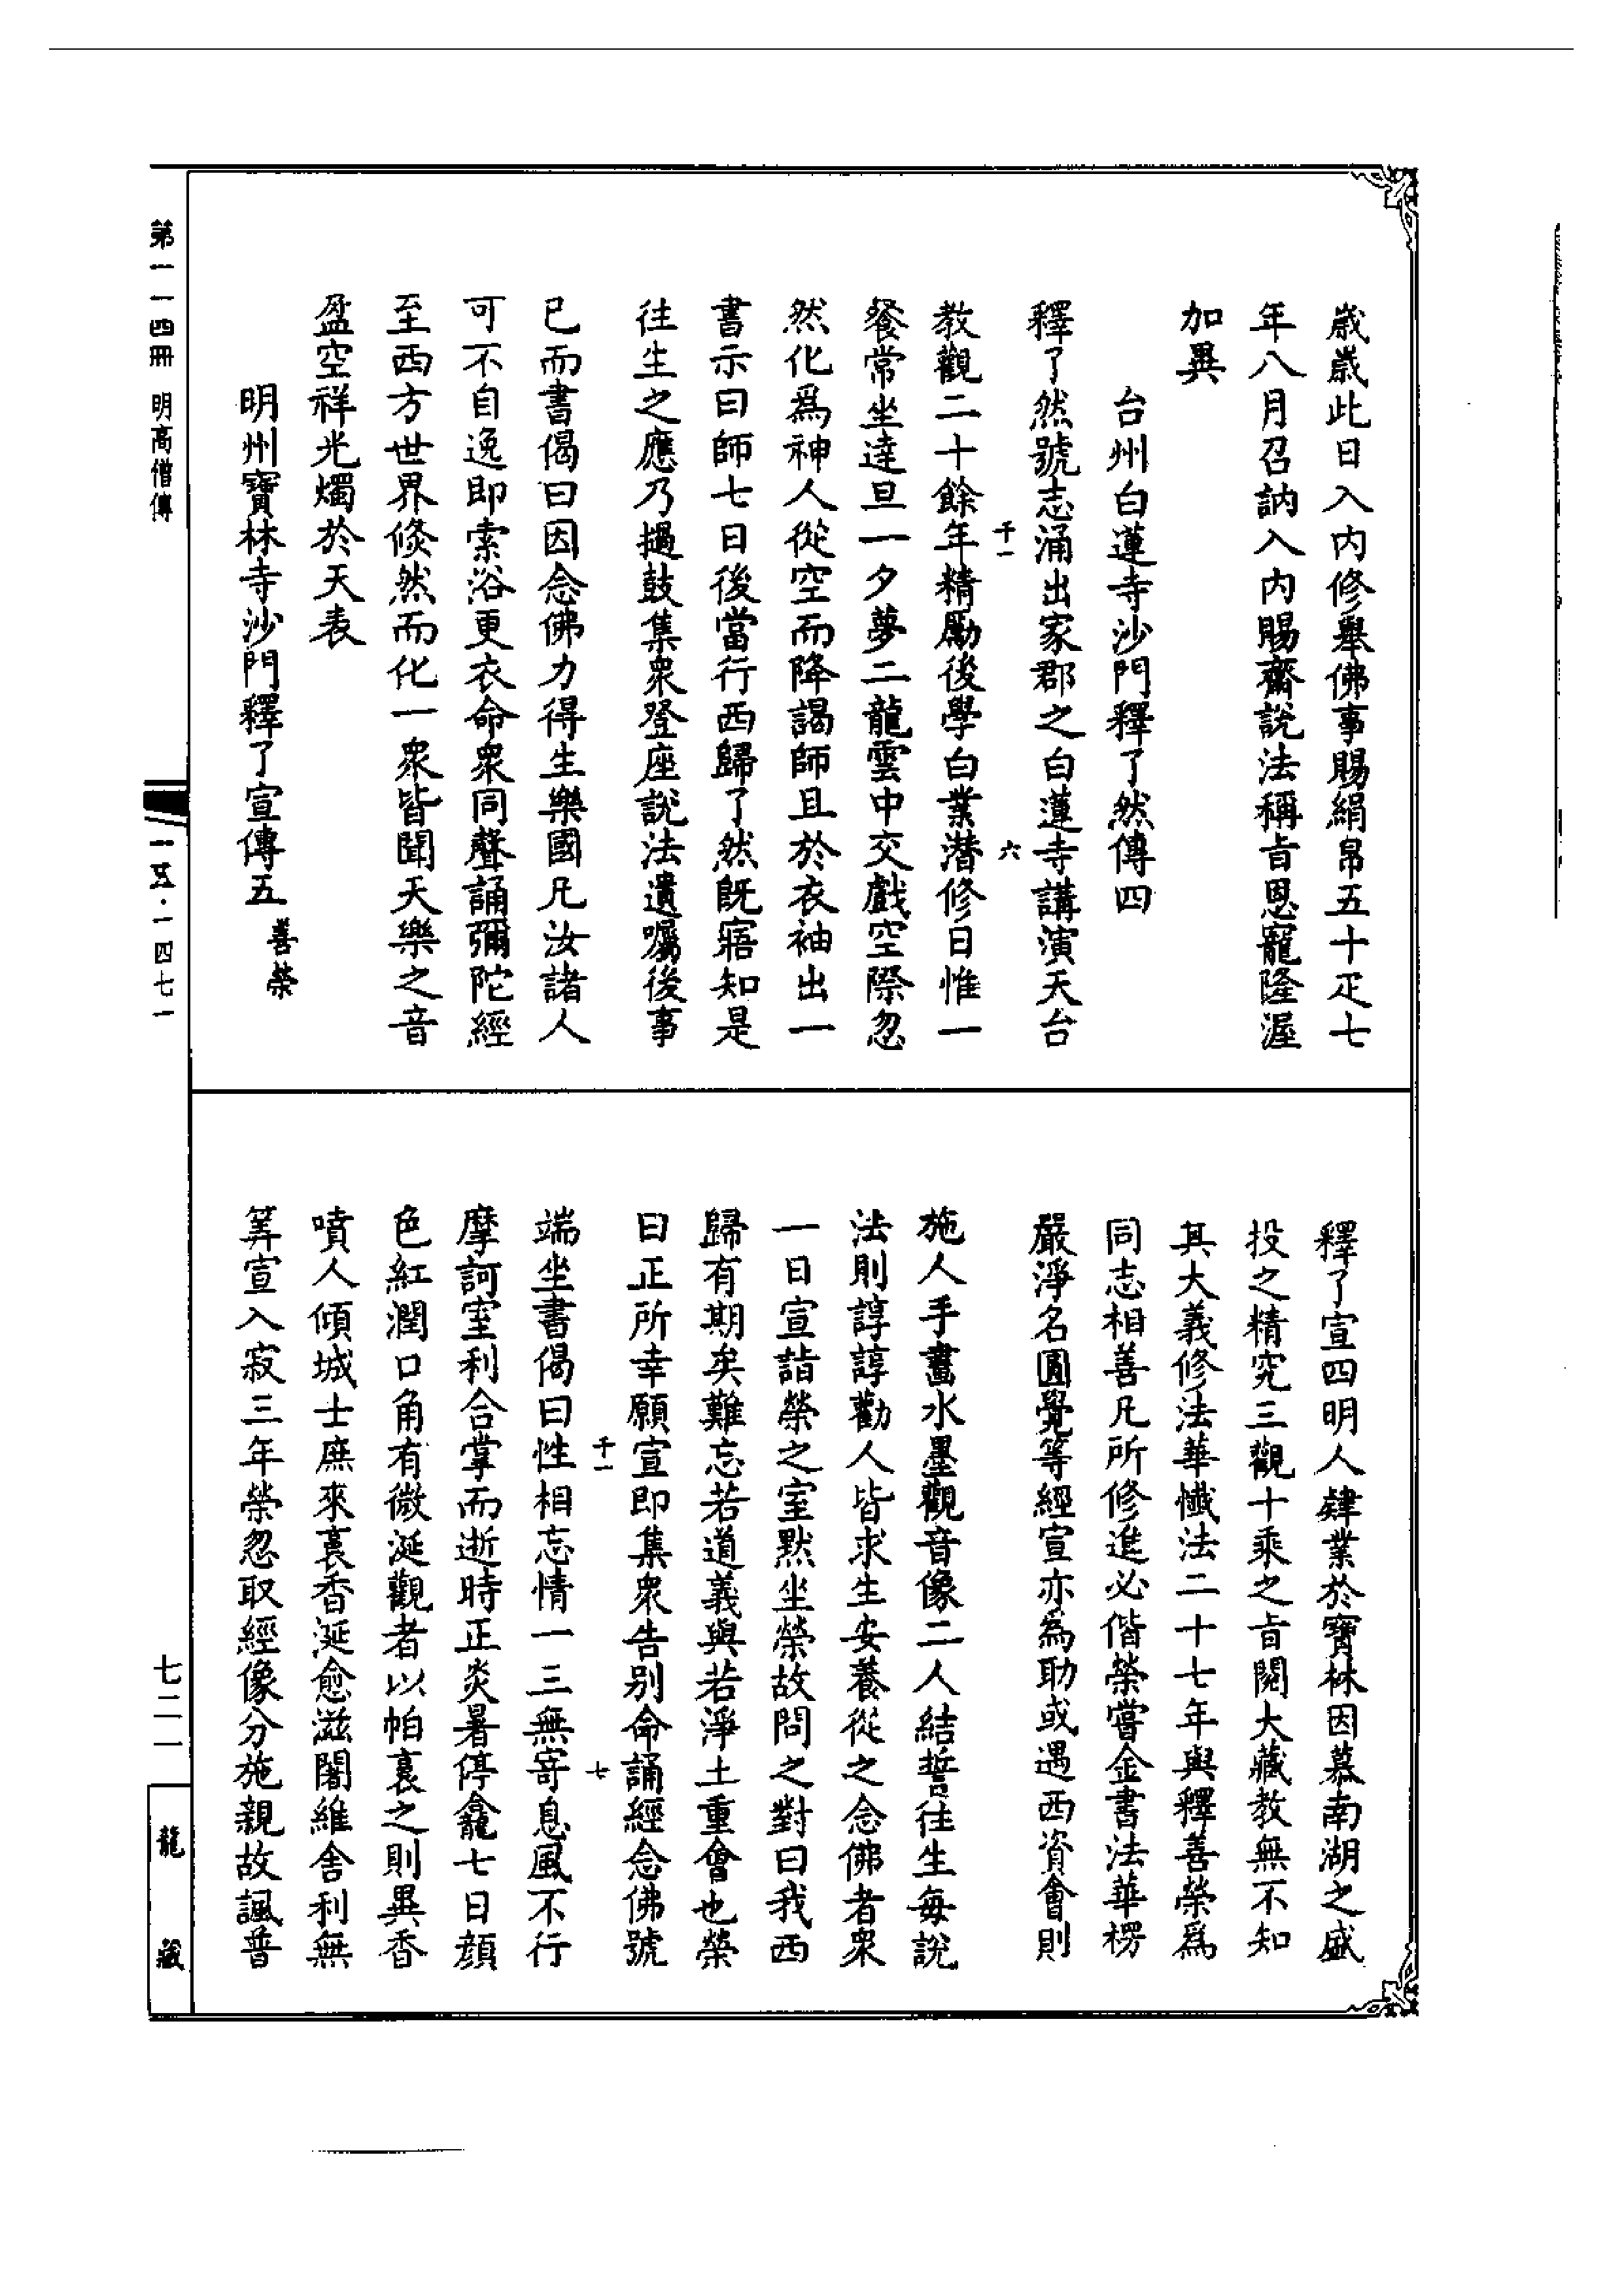 歲歲此日入内修舉佛事賜絹帛五十疋七
年八月召訥入内賜齋說法稱旨恩寵隆渥
加異
台州白蓮寺沙門釋了然傳四
釋了然號志涌出家郡之白蓮寺講演天台
千一 六
教觀二十餘年精勵後學白業潛修日惟一
餐常坐達旦一夕夢二龍雲中交戲空際忽
然化爲神人從空而降謁師且於衣袖出一
書示曰師七日後當行西歸了然既寤知是
往生之應乃撾鼓集衆登座說法遺囑後事
已而書偈曰因念佛力得生樂國凡汝諸人
可不自逸即索浴更衣命衆同聲誦彌陀經
至西方世界倏然而化一衆皆聞天樂之音
盈空祥光燭於天表
明州寶林寺沙門釋了宣傳五 善榮
釋了宣四明人肄業於寶林因慕南湖之盛
投之精究三觀十乘之旨閱大藏教無不知
其大義修法華懺法二十七年與釋善榮爲
同志相善凡所修進必偕榮嘗金書法華楞
嚴淨名圓覺等經宣亦爲助或遇西資會則
施人手畫水墨觀音像二人結誓往生每說
法則諄諄勸人皆求生安養從之念佛者衆
一日宣詣榮之室默坐榮故問之對曰我西
歸有期矣難忘若道義與若淨土重會也榮
曰正所幸願宣即集衆告別命誦經念佛號
千一 七
端坐書偈曰性相忘情一三無寄息風不行
摩訶室利合掌而逝時正炎暑停龕七日顏
色紅潤口角有微涎觀者以帕裹之則異香
噴人傾城士庶來裹香涎愈滋闍維舍利無
筭宣入寂三年榮忽取經像分施親故諷普
第一一四冊 明高僧傳
一五·一四七一
七二一
龍藏